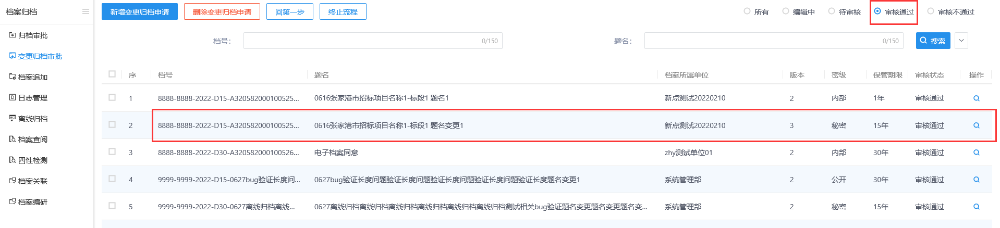 档案归档
归档审批
变更归档审批
档案追加
日志管理
离线归档
档案查阅
四性检测
档案关联
档案编研
新增变更归档申请 删除变更归档申请 回第一步 终止流程 所有 编辑中 待审核 审核通过 审核不通过
档号: 0/150 题名: 0/150 搜索
序 档号 题名 档案所属单位 版本 密级 保管期限 审核状态 操作
1 8888-8888-2022-D15-A320582000100525... 0616张家港市招标项目名称1-标段1 题名1 新点测试20220210 2 内部 1年 审核通过
2 8888-8888-2022-D15-A320582000100525... 0616张家港市招标项目名称1-标段1 题名变更1 新点测试20220210 3 秘密 15年 审核通过
3 8888-8888-2022-D30-A320582000100526... 电子档案同意 zhy测试单位01 2 内部 30年 审核通过
4 9999-9999-2022-D15-0627bug验证长度问... 0627bug验证长度问题验证长度问题验证长度问题验证长度问题验证长度题名变更1 系统管理部 2 公开 30年 审核通过
5 9999-9999-2022-D30-0627离线归档离线... 0627离线归档离线归档离线归档离线归档离线归档离线归档测试相关bug验证题名变更题名变更题名变... 系统管理部 2 秘密 15年 审核通过